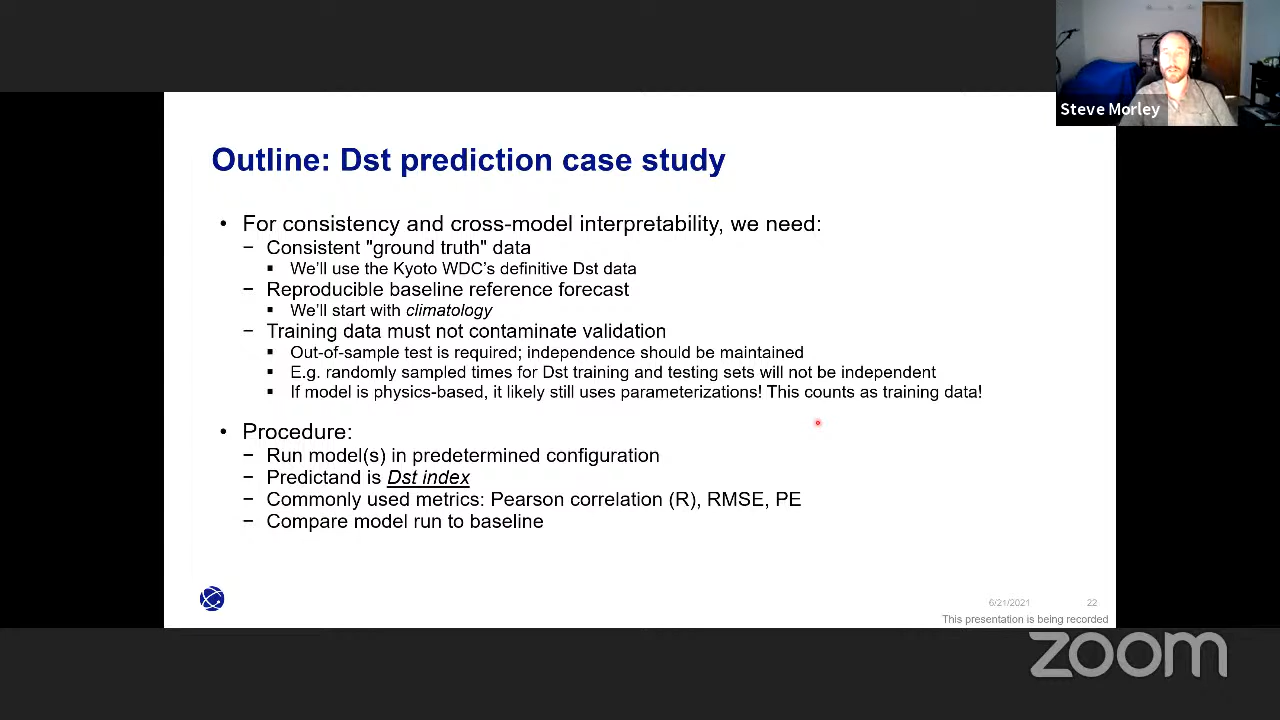 Steve Morley
Outline: Dst prediction case study
• For consistency and cross-model interpretability, we need:
− Consistent "ground truth" data
▪ We'll use the Kyoto WDC's definitive Dst data
− Reproducible baseline reference forecast
▪ We'll start with climatology
− Training data must not contaminate validation
▪ Out-of-sample test is required; independence should be maintained
▪ E.g. randomly sampled times for Dst training and testing sets will not be independent
▪ If model is physics-based, it likely still uses parameterizations! This counts as training data!
• Procedure:
− Run model(s) in predetermined configuration
− Predictand is Dst index
− Commonly used metrics: Pearson correlation (R), RMSE, PE
− Compare model run to baseline
6/21/2021 22
This presentation is being recorded
zoom